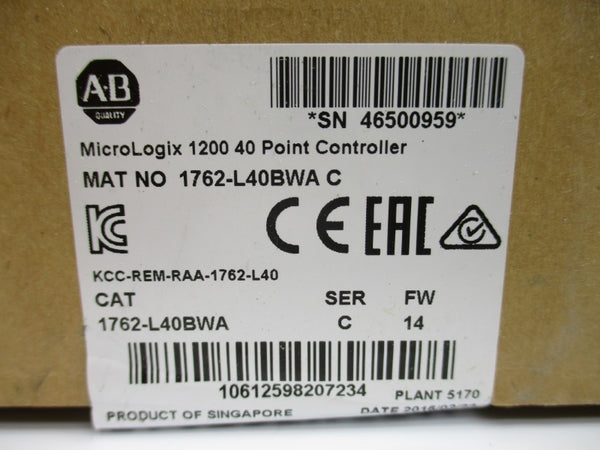 A·B
QUALITY
*SN 46500959*
MicroLogix 1200 40 Point Controller
MAT NO 1762-L40BWA C
CE EAC
KCC-REM-RAA-1762-L40
CAT SER FW
1762-L40BWA C 14
10612598207234
PLANT 5170
PRODUCT OF SINGAPORE
DATE